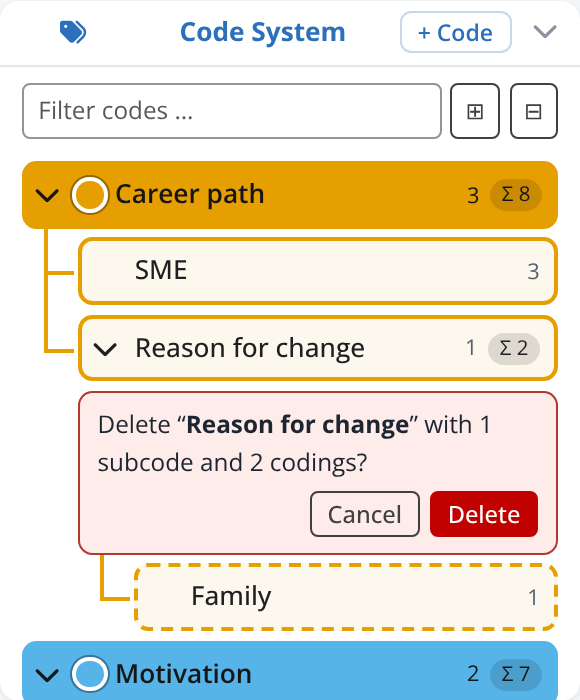 Code System
+ Code
Filter codes ...
Career path 3 Σ 8
SME 3
Reason for change 1 Σ 2
Delete “Reason for change” with 1
subcode and 2 codings?
Cancel Delete
Family 1
Motivation 2 Σ 7